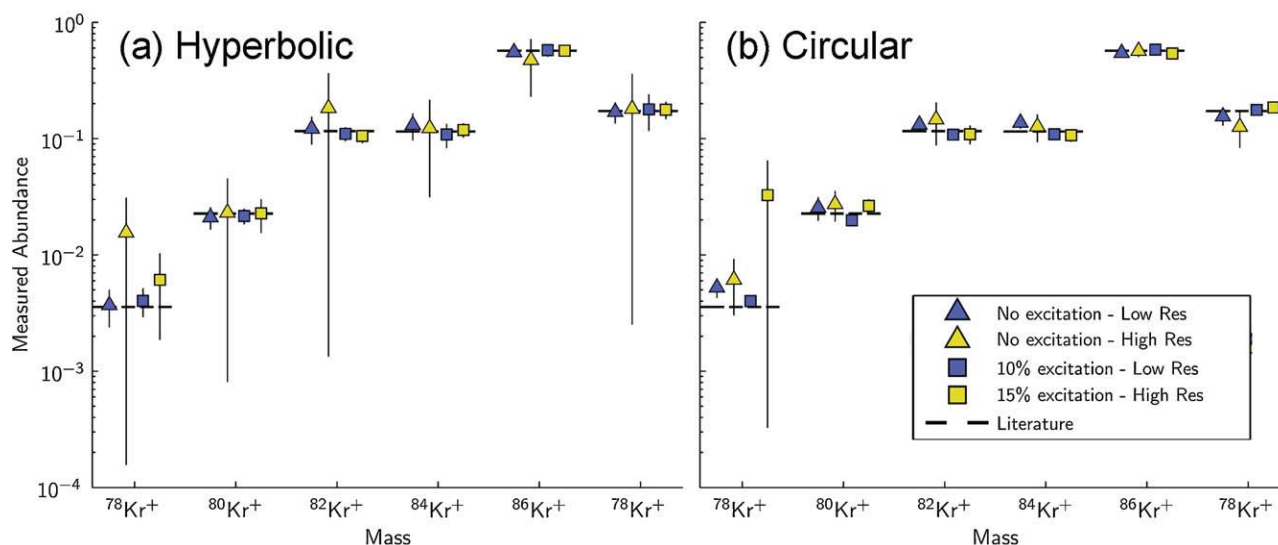 (a) Hyperbolic
(b) Circular
Measured Abundance
10⁰
10⁻¹
10⁻²
10⁻³
10⁻⁴
No excitation - Low Res
No excitation - High Res
10% excitation - Low Res
15% excitation - High Res
Literature
⁷⁸Kr⁺ ⁸⁰Kr⁺ ⁸²Kr⁺ ⁸⁴Kr⁺ ⁸⁶Kr⁺ ⁷⁸Kr⁺
Mass
⁷⁸Kr⁺ ⁸⁰Kr⁺ ⁸²Kr⁺ ⁸⁴Kr⁺ ⁸⁶Kr⁺ ⁷⁸Kr⁺
Mass